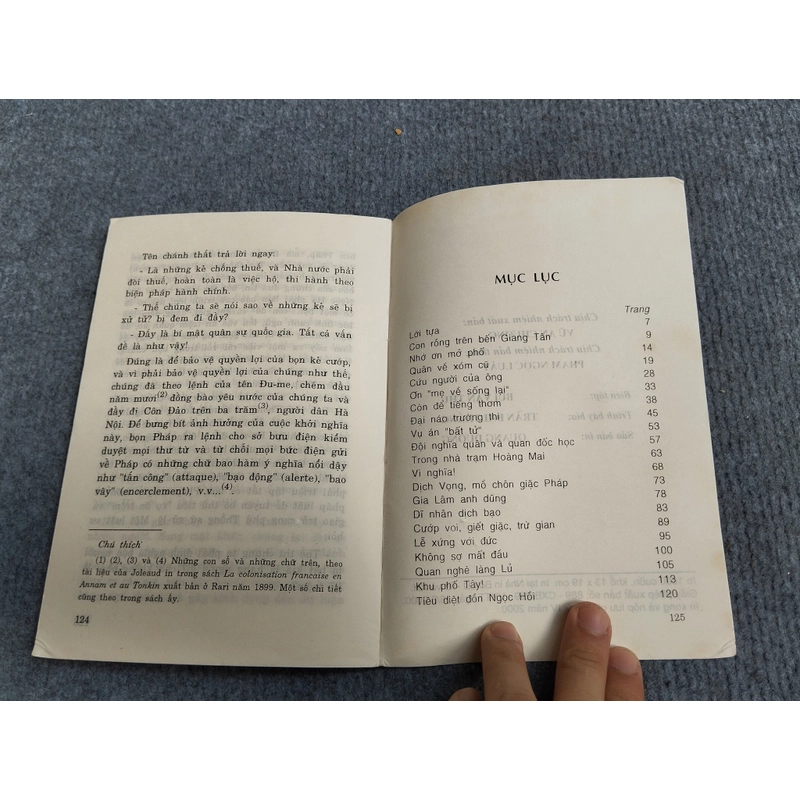 Tên chánh thất trả lời ngay:
- Là những kẻ chống thuế, và Nhà nước phải
đòi thuế, hoàn toàn là việc hộ, thi hành theo
biện pháp hành chính.
- Thế chúng ta sẽ nói sao về những kẻ sẽ bị
xử tử? bị đem đi đầy?
- Đấy là bí mật quân sự quốc gia. Tất cả vấn
đề là như vậy!...
Đúng là để bảo vệ quyền lợi của bọn kẻ cướp,
và vì phải bảo vệ quyền lợi của chúng như thế,
chúng đã theo lệnh của tên Đu-me, chém đầu
năm mươi(2) đồng bào yêu nước của chúng ta và
đầy đi Côn Đảo trên ba trăm(3), người dân Hà
Nội. Để bưng bít ảnh hưởng của cuộc khởi nghĩa
này, bọn Pháp ra lệnh cho sở bưu điện kiểm
duyệt mọi thư từ và từ chối mọi bức điện gửi
về Pháp có những chữ bao hàm ý nghĩa nổi dậy
như "tấn công" (attaque), "bạo động" (alerte), "bao
vây" (encerclement), v.v...(4).
Chú thích
(1) (2), (3) và (4) Những con số và những chữ trên, theo
tài liệu của Joleaud in trong sách La colonisation francaise en
Annam et au Tonkin xuất bản ở Rari năm 1899. Một số chi tiết
cũng theo trong sách ấy.
124
MỤC LỤC
Trang
Lời tựa 7
Con rồng trên bến Giang Tấn 9
Nhớ ơn mở phố 14
Quân về xóm cũ 19
Cứu người của ông 28
Ơn "mẹ về sống lại" 33
Còn để tiếng thơm 38
Đại náo trường thi 45
Vụ án "bất tử" 53
Đội nghĩa quân và quan đốc học 57
Trong nhà trạm Hoàng Mai 63
Vì nghĩa! 68
Dịch Vọng, mồ chôn giặc Pháp 73
Gia Lâm anh dũng 78
Dĩ nhân dịch bạo 83
Cướp voi, giết giặc, trừ gian 89
Lẽ xứng với đức 95
Không sợ mất đầu 100
Quan nghè làng Lủ 105
Khu phố Tây! 113
Tiêu diệt đồn Ngọc Hồi 120
125